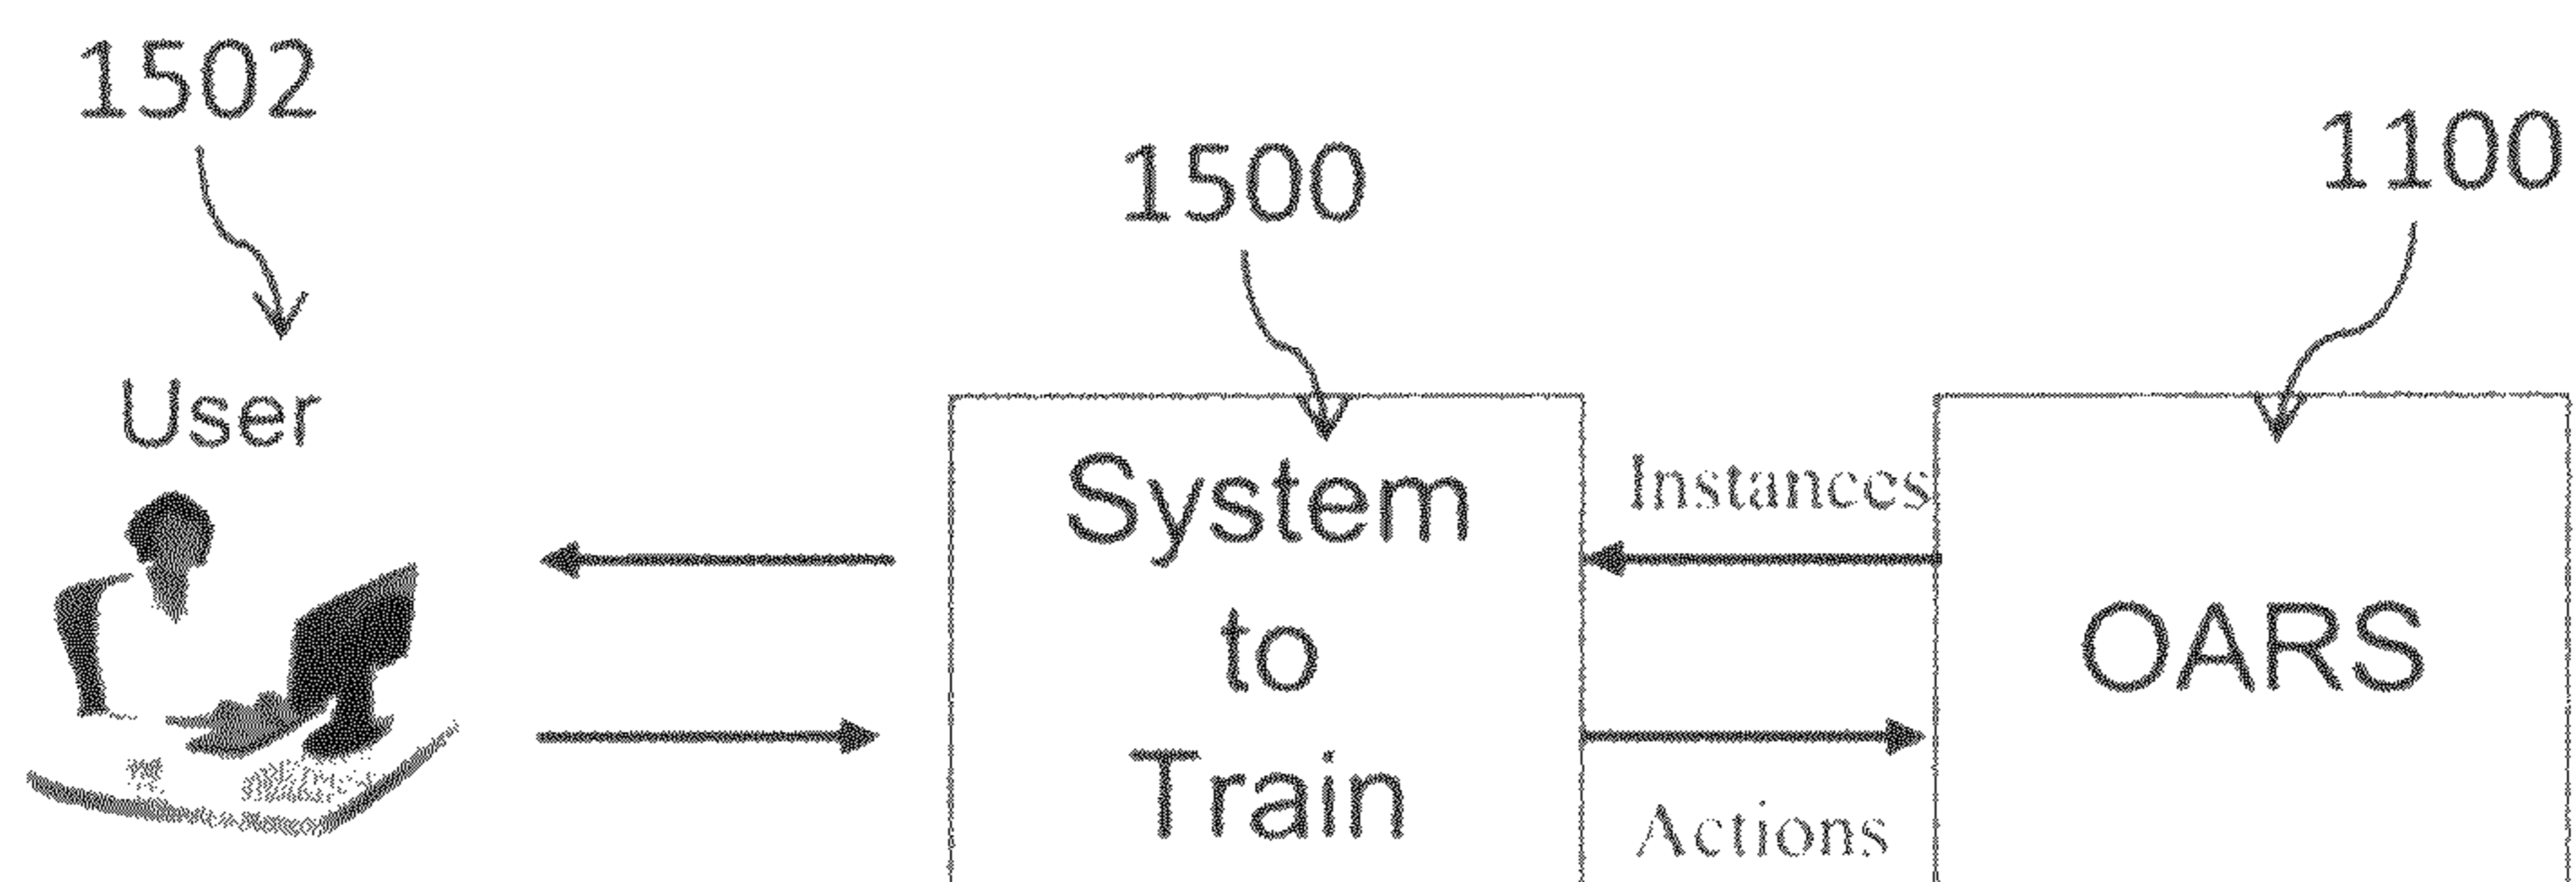 1502
1500
1100
User
System
to
Train
Instances
Actions
OARS